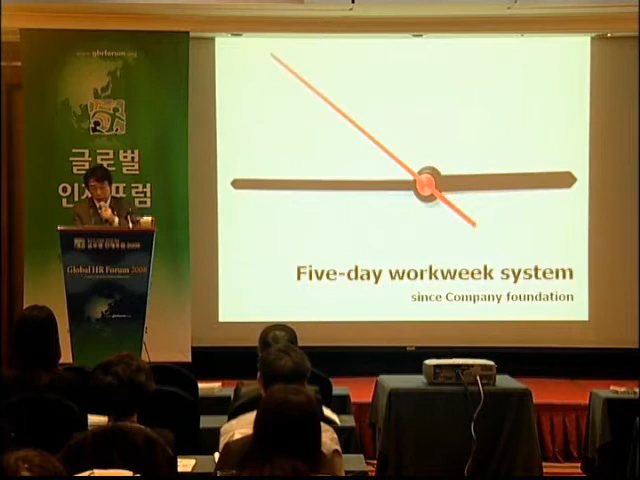 www.ghrforum.org
글로벌
Global HR Forum 2008
Five-day workweek system
since Company foundation